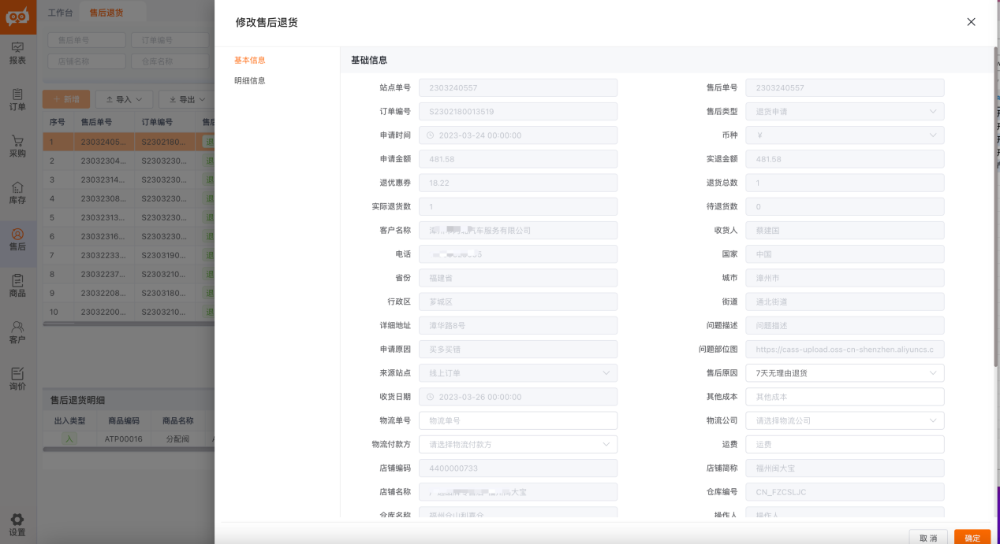 工作台 售后退货
售后单号 订单编号
店铺名称 仓库名称
+ 新增 导入 导出
序号 售后单号 订单编号 售后
1 23032405... S2302180... 退
2 23032304... S2303230... 退
3 23032314... S2303230... 退
4 23032308... S2303230... 退
5 23032313... S2303230... 退
6 23032316... S2303230... 退
7 23032233... S2303190... 退
8 23032237... S2303210... 退
9 23032208... S2303180... 退
10 23032200... S2303210... 退
售后退货明细
出入类型 商品编码 商品名称
入 ATP00016 分配阀
报表
订单
采购
库存
售后
商品
客户
询价
设置
修改售后退货
基本信息
明细信息
基础信息
站点单号 2303240557 售后单号 2303240557
订单编号 S2302180013519 售后类型 退货申请
申请时间 2023-03-24 00:00:00 币种 ¥
申请金额 481.58 实退金额 481.58
退优惠券 18.22 退货总数 1
实际退货数 1 待退货数 0
客户名称 汽车服务有限公司 收货人 蔡建国
电话 国家 中国
省份 福建省 城市 漳州市
行政区 芗城区 街道 通北街道
详细地址 漳华路8号 问题描述 问题描述
申请原因 买多买错 问题部位图 https://cass-upload.oss-cn-shenzhen.aliyuncs.c
来源站点 线上订单 售后原因 7天无理由退货
收货日期 2023-03-26 00:00:00 其他成本 其他成本
物流单号 物流单号 物流公司 请选择物流公司
物流付款方 请选择物流付款方 运费 运费
店铺编码 4400000733 店铺简称 福州闽大宝
店铺名称 大宝 仓库编号 CN_FZCSLJC
仓库名称 福州仓山利嘉仓 操作人 操作人
取 消 确定